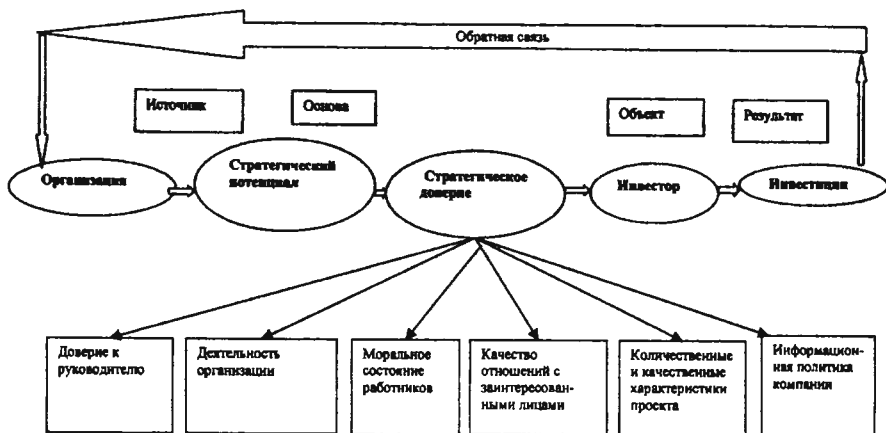 Обратная связь
Источник
Основа
Объект
Результат
Организация
Стратегический
потенциал
Стратегическое
доверие
Инвестор
Инвестиции
Доверие к
руководителю
Деятельность
организации
Моральное
состояние
работников
Качество
отношений с
заинтересован-
ными лицами
Количественные
и качественные
характеристики
проекта
Информацион-
ная политика
компании